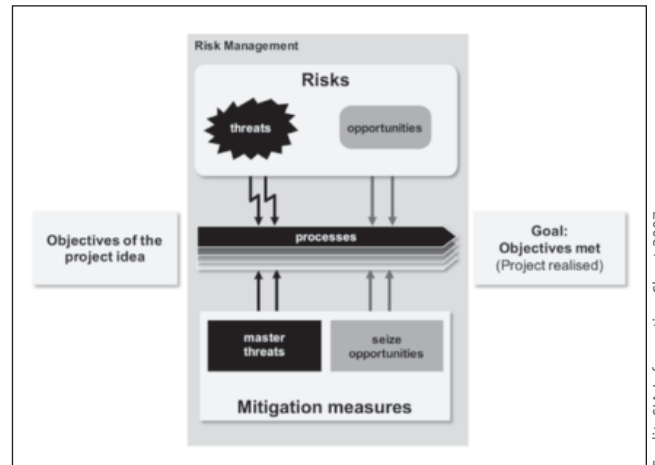 Risk Management
Risks
threats
opportunities
Objectives of the
project idea
processes
Goal:
Objectives met
(Project realised)
master
threats
seize
opportunities
Mitigation measures